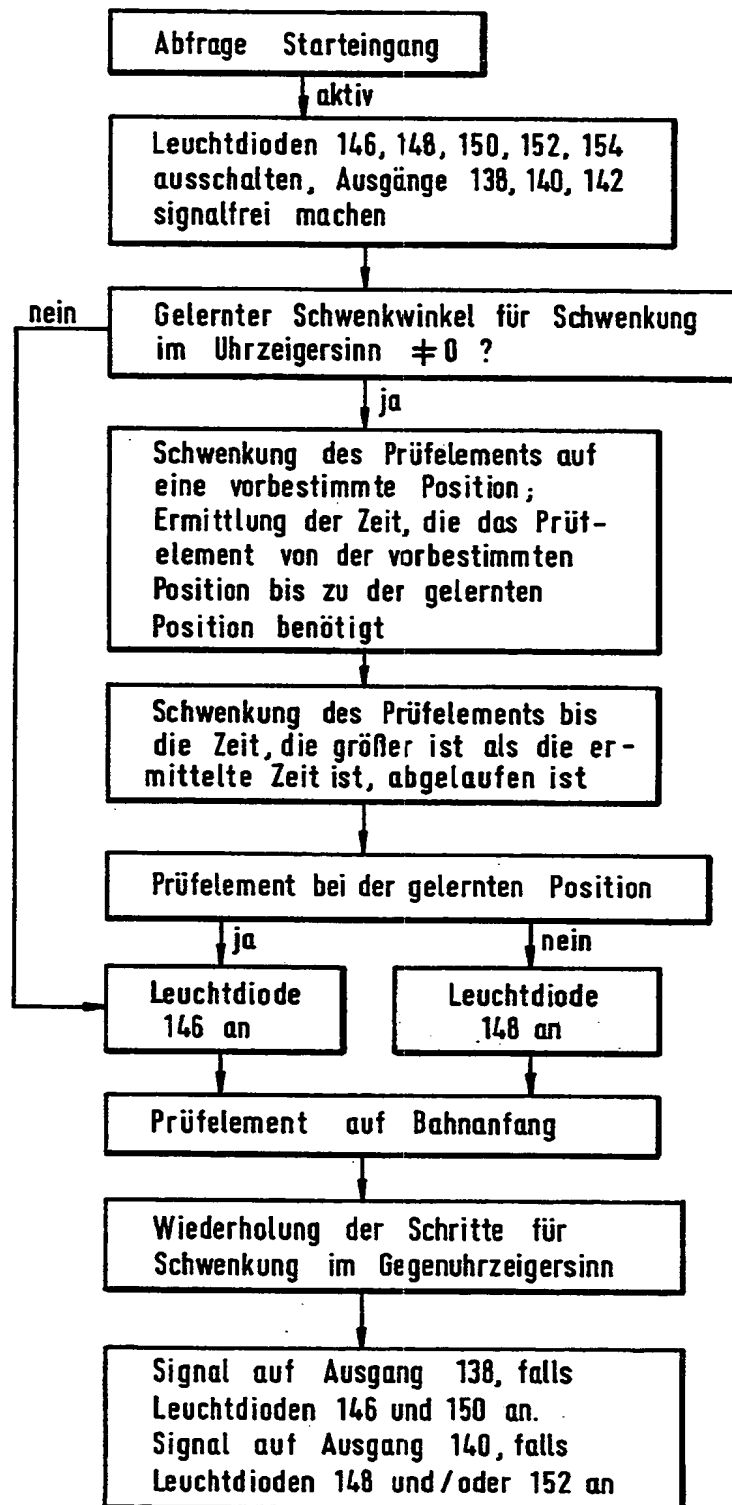 Abfrage Starteingang
aktiv
Leuchtdioden 146, 148, 150, 152, 154
ausschalten, Ausgänge 138, 140, 142
signalfrei machen
nein
Gelernter Schwenkwinkel für Schwenkung
im Uhrzeigersinn ≠ 0 ?
ja
Schwenkung des Prüfelements auf
eine vorbestimmte Position;
Ermittlung der Zeit, die das Prüf-
element von der vorbestimmten
Position bis zu der gelernten
Position benötigt
Schwenkung des Prüfelements bis
die Zeit, die größer ist als die er-
mittelte Zeit ist, abgelaufen ist
Prüfelement bei der gelernten Position
ja
nein
Leuchtdiode
146 an
Leuchtdiode
148 an
Prüfelement auf Bahnanfang
Wiederholung der Schritte für
Schwenkung im Gegenuhrzeigersinn
Signal auf Ausgang 138, falls
Leuchtdioden 146 und 150 an.
Signal auf Ausgang 140, falls
Leuchtdioden 148 und/oder 152 an